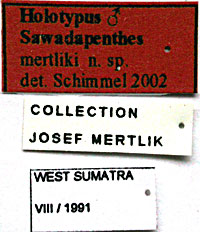 Holotypus ♂
Sawadapenthes
mertliki n. sp.
det. Schimmel 2002
COLLECTION
JOSEF MERTLIK
WEST SUMATRA
VIII / 1991